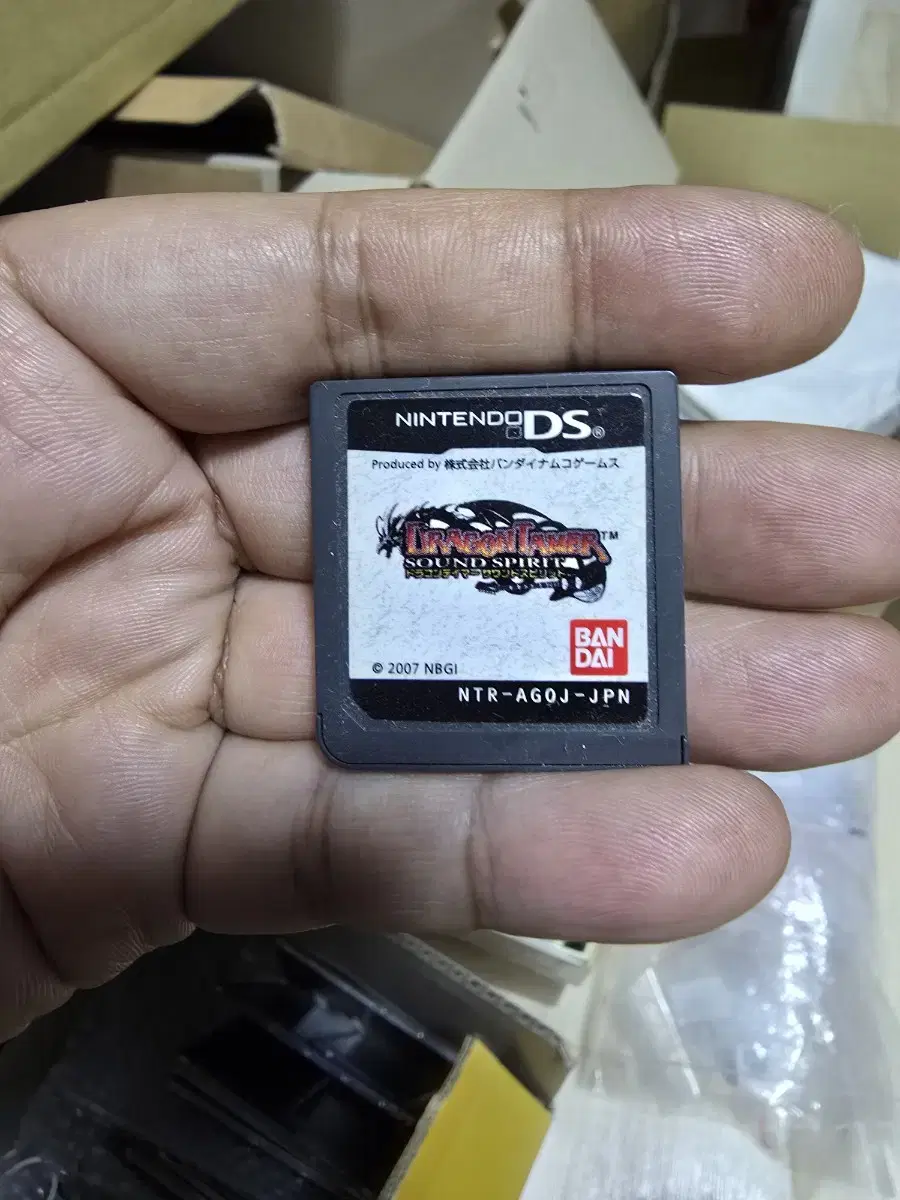 NINTENDO DS®
Produced by 株式会社バンダイナムコゲームス
DRAGON TAMER™
SOUND SPIRIT
ドラゴンテイマー サウンドスピリット
BAN
DAI
© 2007 NBGI
NTR-AGOJ-JPN